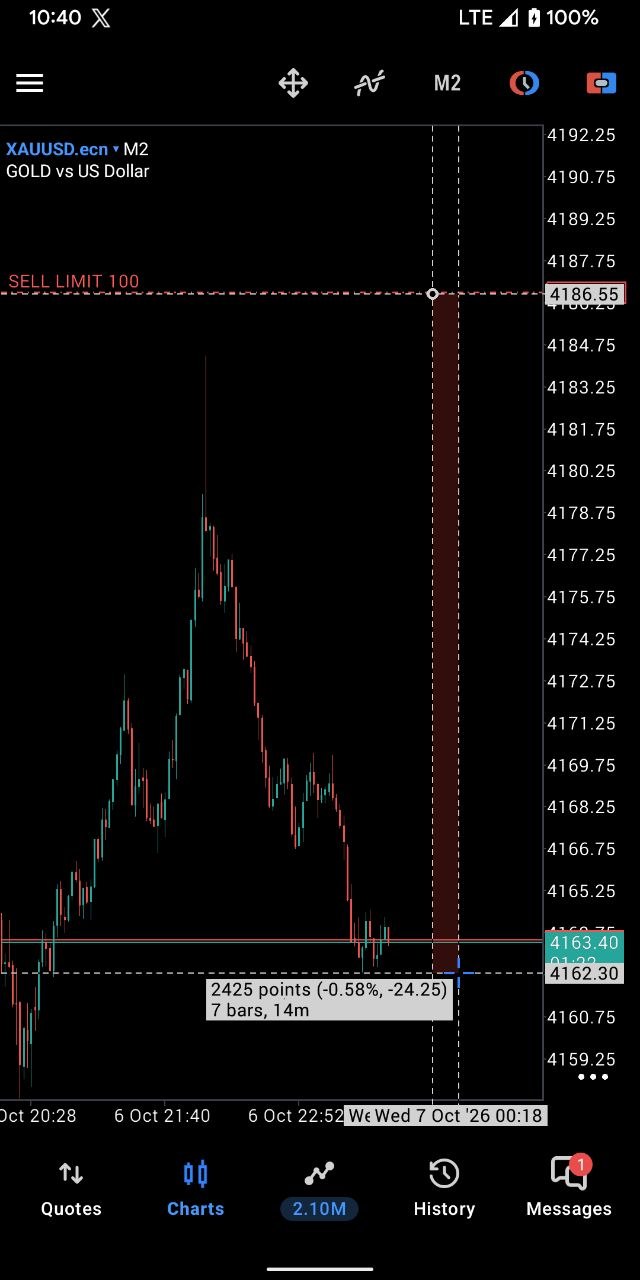 10:40
LTE 100%
M2
XAUUSD.ecn M2
GOLD vs US Dollar
SELL LIMIT 100
4192.25
4190.75
4189.25
4187.75
4186.55
4184.75
4183.25
4181.75
4180.25
4178.75
4177.25
4175.75
4174.25
4172.75
4171.25
4169.75
4168.25
4166.75
4165.25
4163.40
4162.30
4160.75
4159.25
2425 points (-0.58%, -24.25)
7 bars, 14m
Oct 20:28 6 Oct 21:40 6 Oct 22:52 We Wed 7 Oct '26 00:18
1
Quotes Charts 2.10M History Messages